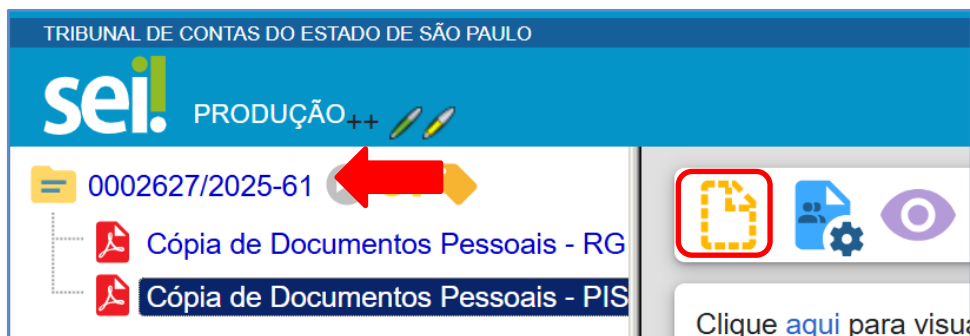 TRIBUNAL DE CONTAS DO ESTADO DE SÃO PAULO
sei! PRODUÇÃO++
0002627/2025-61
Cópia de Documentos Pessoais - RG
Cópia de Documentos Pessoais - PIS
Clique aqui para visua